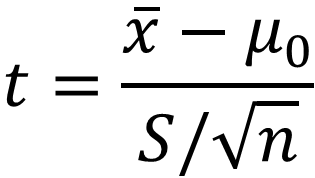 t = (x̄ − μ₀) / (S/√n)